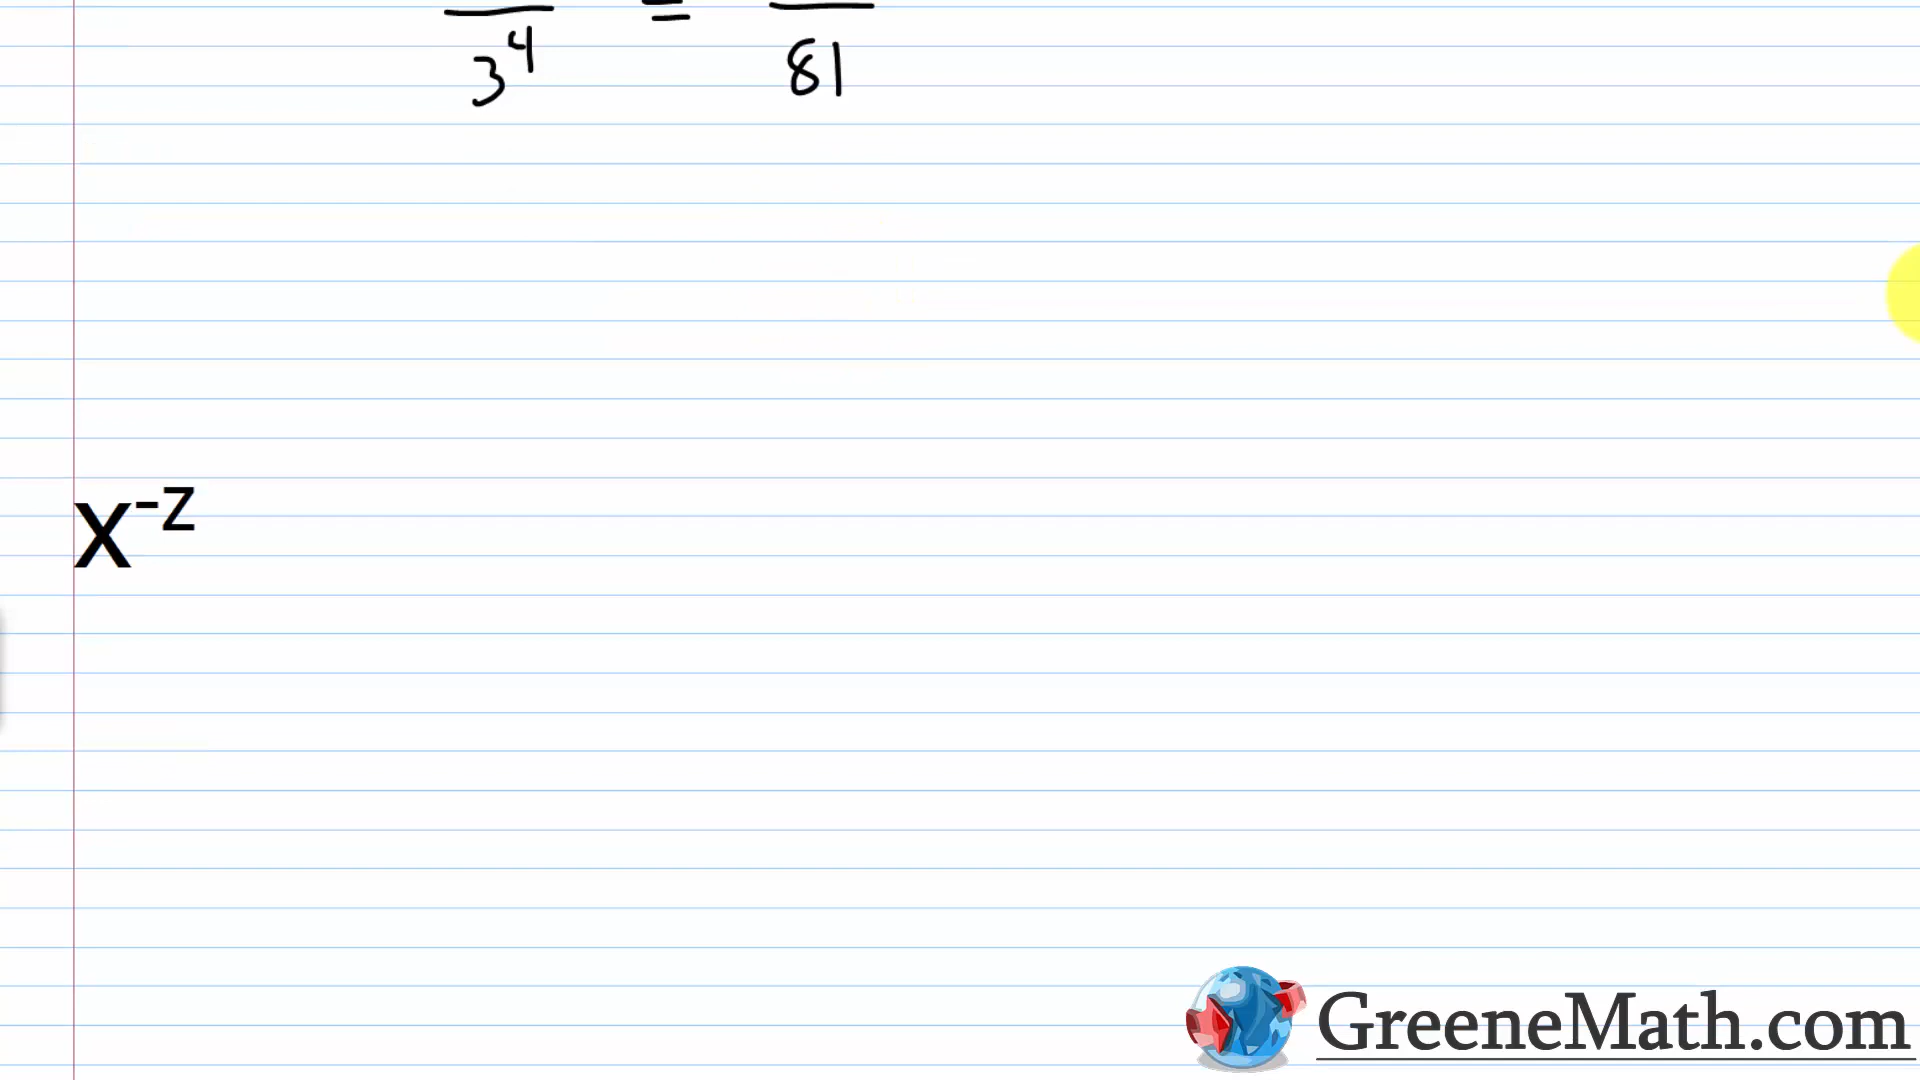 3⁴ = 81
x⁻ᶻ
GreeneMath.com